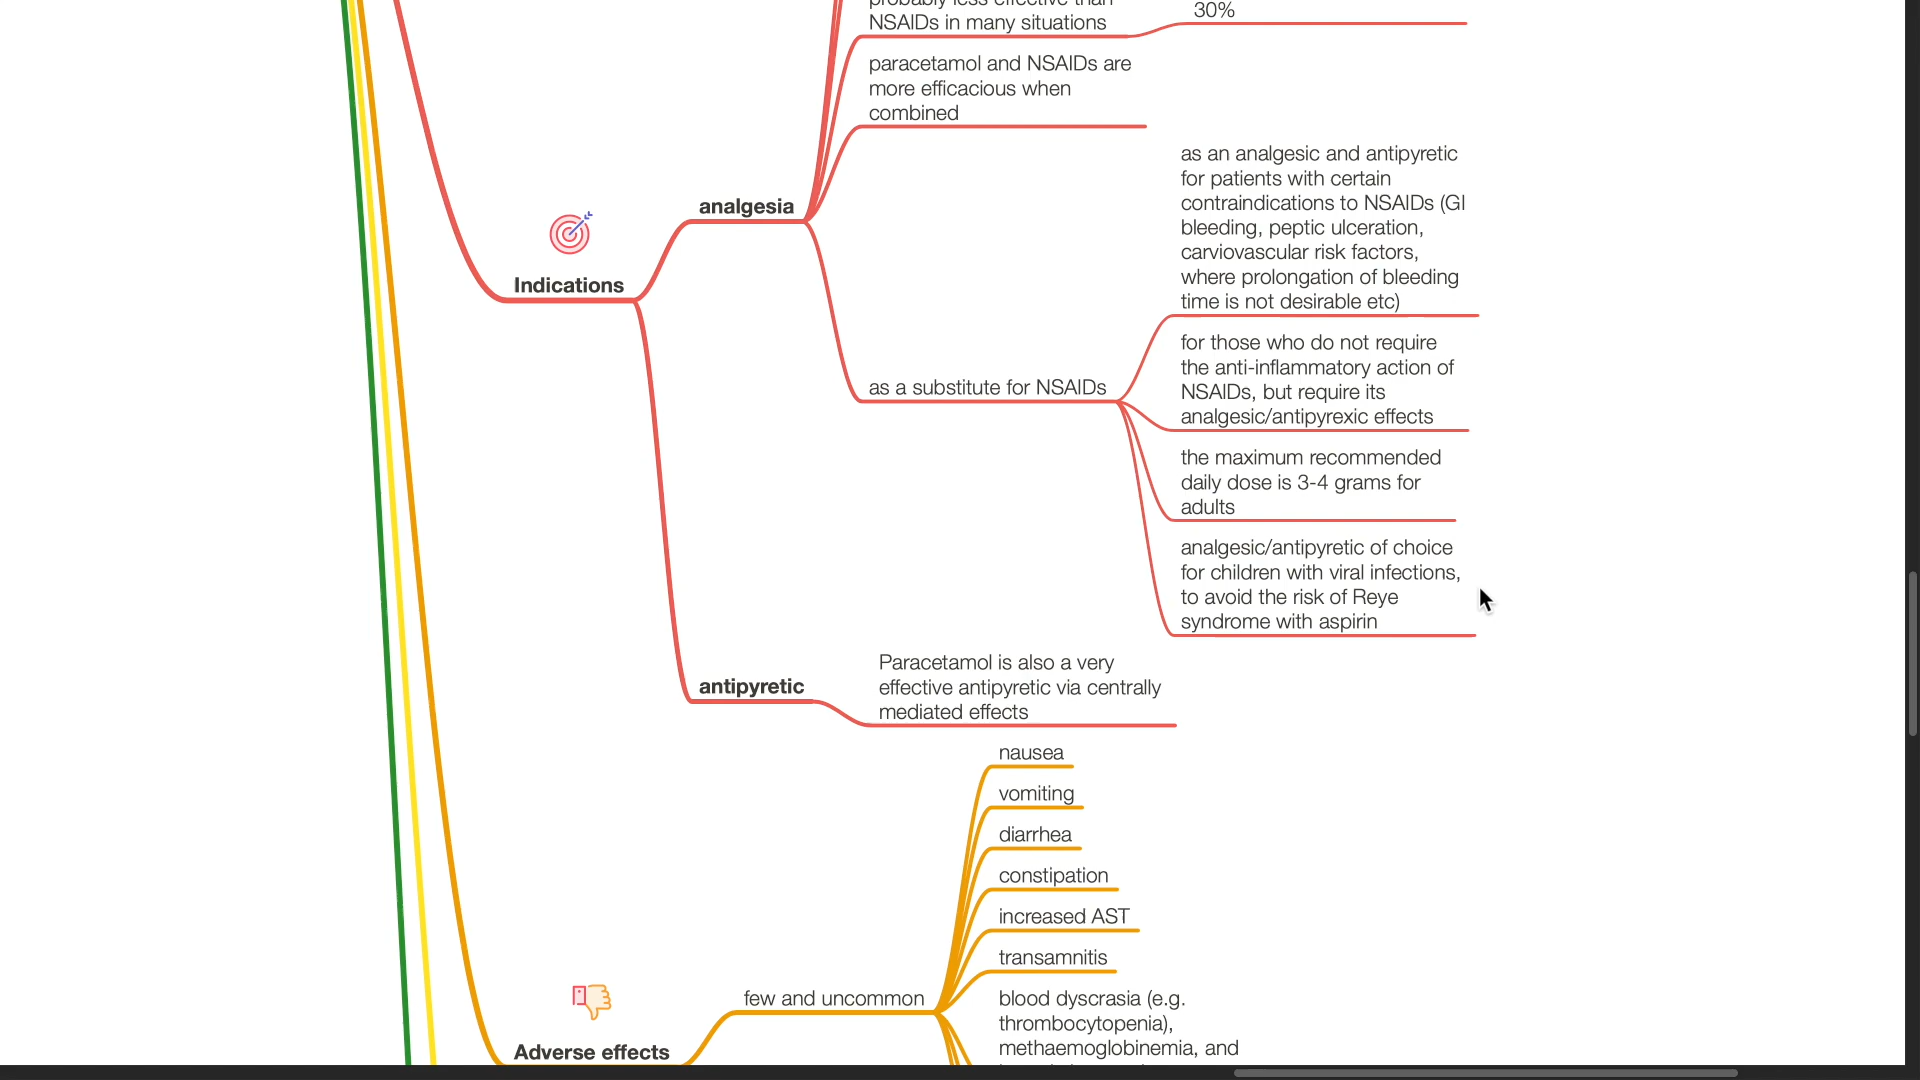 NSAIDs in many situations
30%
paracetamol and NSAIDs are
more efficacious when
combined
analgesia
Indications
as a substitute for NSAIDs
as an analgesic and antipyretic
for patients with certain
contraindications to NSAIDs (GI
bleeding, peptic ulceration,
carviovascular risk factors,
where prolongation of bleeding
time is not desirable etc)
for those who do not require
the anti-inflammatory action of
NSAIDs, but require its
analgesic/antipyrexic effects
the maximum recommended
daily dose is 3-4 grams for
adults
analgesic/antipyretic of choice
for children with viral infections,
to avoid the risk of Reye
syndrome with aspirin
antipyretic
Paracetamol is also a very
effective antipyretic via centrally
mediated effects
Adverse effects
few and uncommon
nausea
vomiting
diarrhea
constipation
increased AST
transamnitis
blood dyscrasia (e.g.
thrombocytopenia),
methaemoglobinemia, and